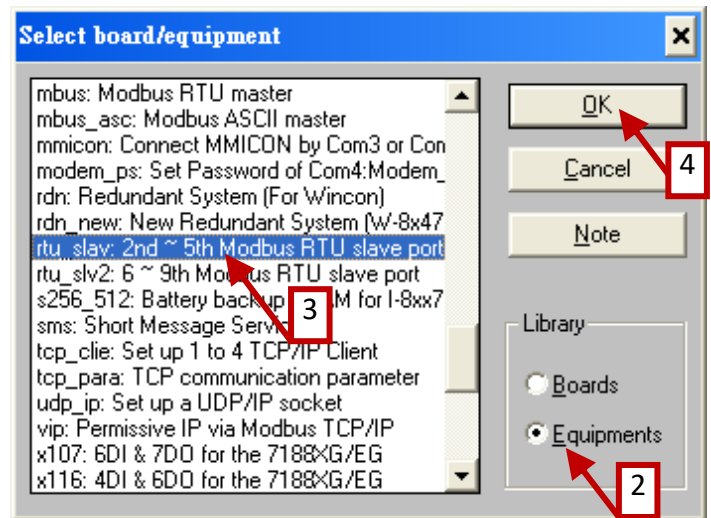 Select board/equipment
mbus: Modbus RTU master
mbus_asc: Modbus ASCII master
mmicon: Connect MMICON by Com3 or Con
modem_ps: Set Password of Com4:Modem_
rdn: Redundant System (For Wincon)
rdn_new: New Redundant System (W-8x47
rtu_slav: 2nd ~ 5th Modbus RTU slave port
rtu_slv2: 6 ~ 9th Modbus RTU slave port
s256_512: Battery backup for I-8xx7
sms: Short Message
tcp_clie: Set up 1 to 4 TCP/IP Client
tcp_para: TCP communication parameter
udp_ip: Set up a UDP/IP socket
vip: Permissive IP via Modbus TCP/IP
x107: 6DI & 7DO for the 7188XG/EG
x116: 4DI & 6DO for the 7188XG/EG
3
OK
4
Cancel
Note
Library
Boards
Equipments
2